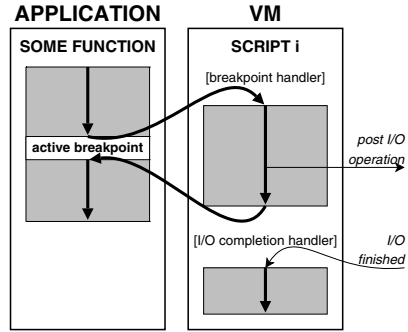 APPLICATION
VM
SOME FUNCTION
SCRIPT i
[breakpoint handler]
active breakpoint
post I/O
operation
[I/O completion handler]
I/O
finished